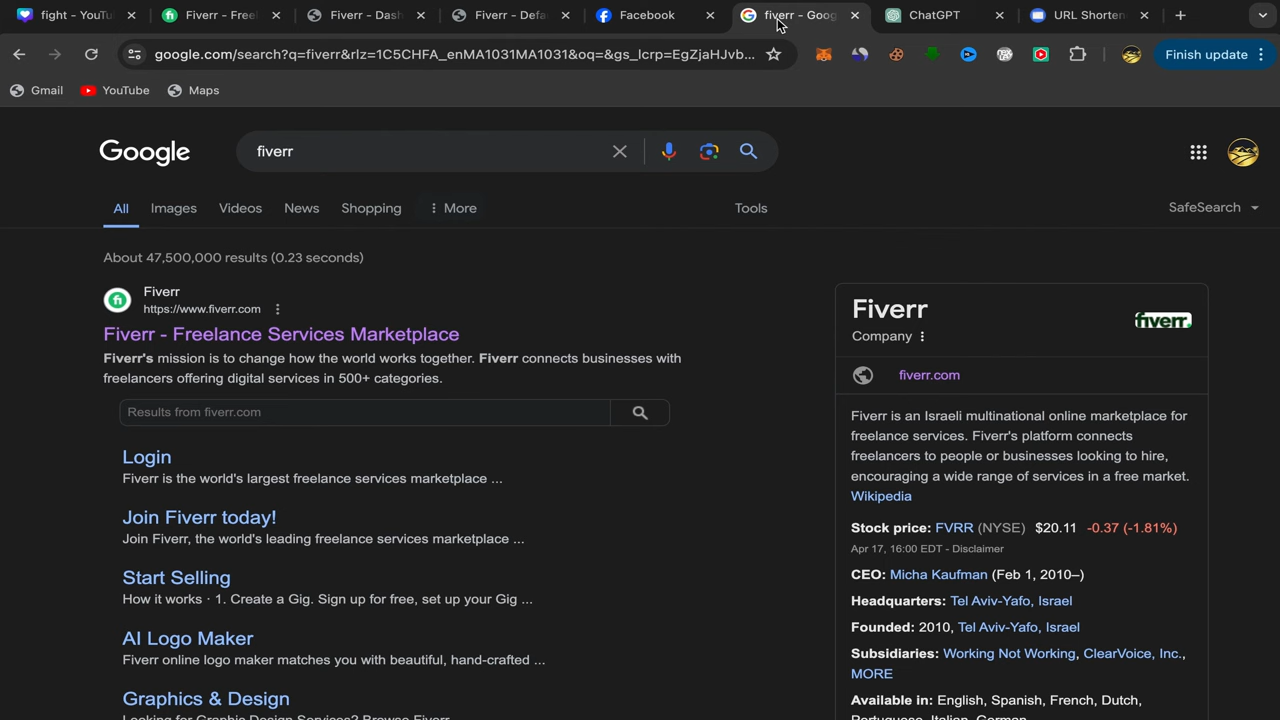 fight - YouTu
Fiverr - Free
Fiverr - Dash
Fiverr - Defa
Facebook
fiverr - Goog
ChatGPT
URL Shorten
google.com/search?q=fiverr&rlz=1C5CHFA_enMA1031MA1031&oq=&gs_lcrp=EgZjaHJvb...
Finish update
Gmail
YouTube
Maps
Google
fiverr
All
Images
Videos
News
Shopping
More
Tools
SafeSearch
About 47,500,000 results (0.23 seconds)
Fiverr
https://www.fiverr.com
Fiverr - Freelance Services Marketplace
Fiverr's mission is to change how the world works together. Fiverr connects businesses with
freelancers offering digital services in 500+ categories.
Results from fiverr.com
Login
Fiverr is the world's largest freelance services marketplace ...
Join Fiverr today!
Join Fiverr, the world's leading freelance services marketplace ...
Start Selling
How it works · 1. Create a Gig. Sign up for free, set up your Gig ...
AI Logo Maker
Fiverr online logo maker matches you with beautiful, hand-crafted ...
Graphics & Design
Looking for Graphic Design Services? Browse Fiverr
Fiverr
Company
fiverr.
fiverr.com
Fiverr is an Israeli multinational online marketplace for
freelance services. Fiverr's platform connects
freelancers to people or businesses looking to hire,
encouraging a wide range of services in a free market.
Wikipedia
Stock price: FVRR (NYSE) $20.11 -0.37 (-1.81%)
Apr 17, 16:00 EDT - Disclaimer
CEO: Micha Kaufman (Feb 1, 2010–)
Headquarters: Tel Aviv-Yafo, Israel
Founded: 2010, Tel Aviv-Yafo, Israel
Subsidiaries: Working Not Working, ClearVoice, Inc.,
MORE
Available in: English, Spanish, French, Dutch,
Portuguese, Italian, German